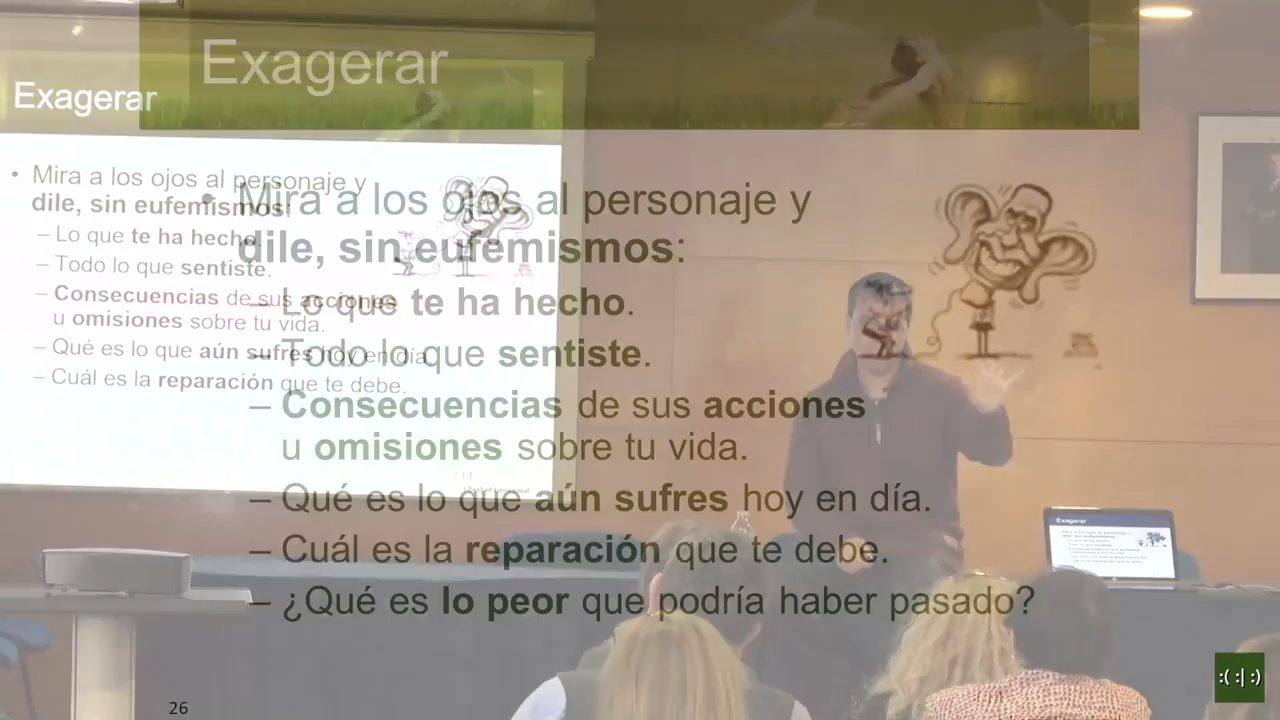 Exagerar
Mira a los ojos al personaje y
dile, sin eufemismos:
– Lo que te ha hecho.
– Todo lo que sentiste.
– Consecuencias de sus acciones
u omisiones sobre tu vida.
– Qué es lo que aún sufres hoy en día.
– Cuál es la reparación que te debe.
– ¿Qué es lo peor que podría haber pasado?
26
:( :| :)
Exagerar
• Mira a los ojos al personaje y
dile, sin eufemismos:
– Lo que te ha hecho.
– Todo lo que sentiste.
– Consecuencias de sus acciones
u omisiones sobre tu vida.
– Qué es lo que aún sufres hoy en día.
– Cuál es la reparación que te debe.
Exagerar